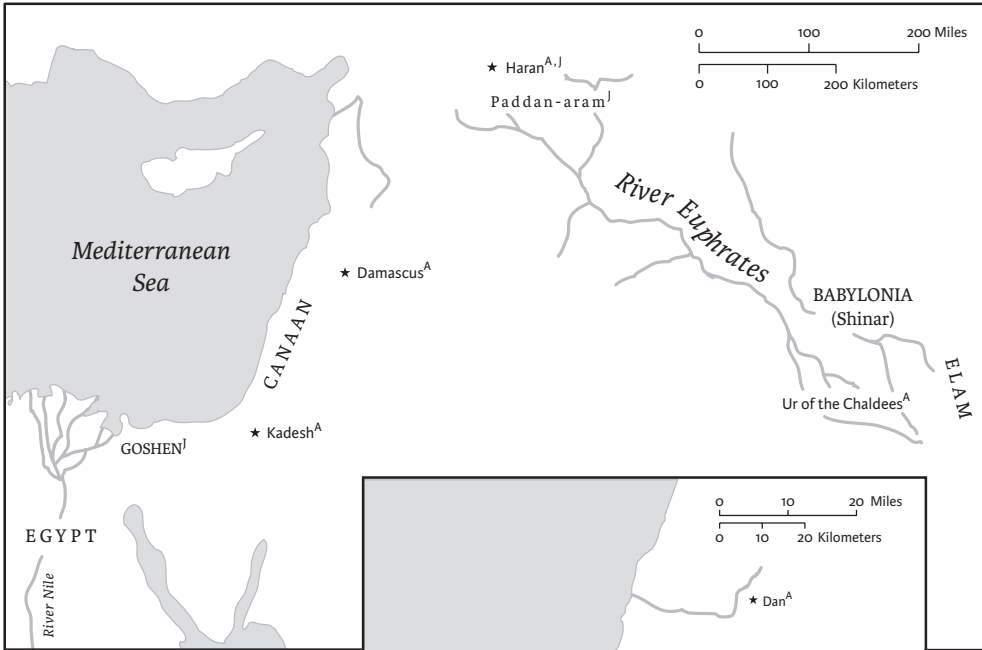 0 100 200 Miles
0 100 200 Kilometers
Haran^A, J
Paddan-aram^J
River Euphrates
Mediterranean
Sea
Damascus^A
CANAAN
BABYLONIA
(Shinar)
ELAM
Ur of the Chaldees^A
Kadesh^A
GOSHEN^J
EGYPT
River Nile
0 10 20 Miles
0 10 20 Kilometers
Dan^A